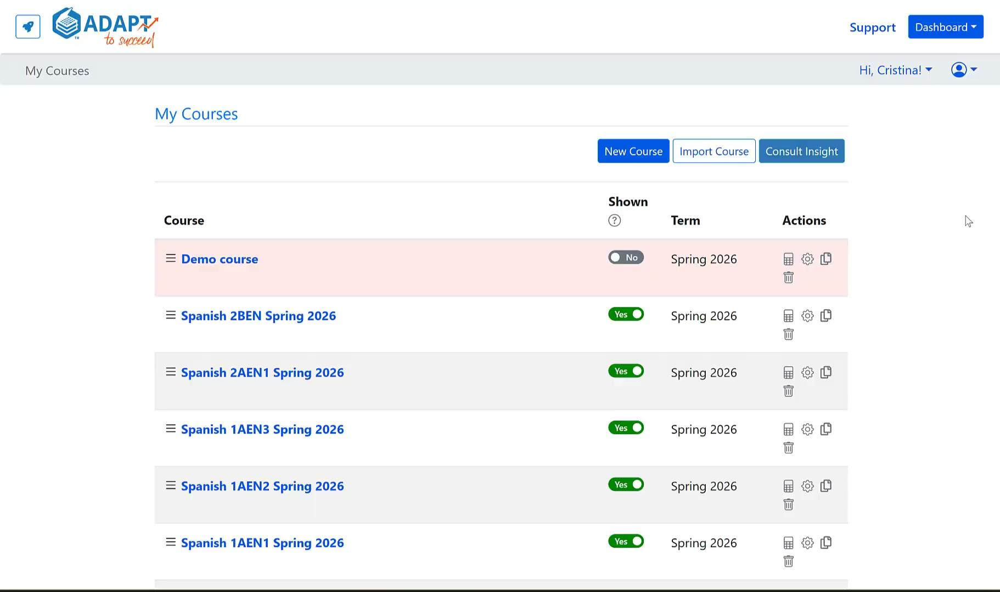 ADAPT
to succeed
Support
Dashboard
My Courses
Hi, Cristina!
My Courses
New Course
Import Course
Consult Insight
Course
Shown
?
Term
Actions
Demo course
No
Spring 2026
Spanish 2BEN Spring 2026
Yes
Spring 2026
Spanish 2AEN1 Spring 2026
Yes
Spring 2026
Spanish 1AEN3 Spring 2026
Yes
Spring 2026
Spanish 1AEN2 Spring 2026
Yes
Spring 2026
Spanish 1AEN1 Spring 2026
Yes
Spring 2026